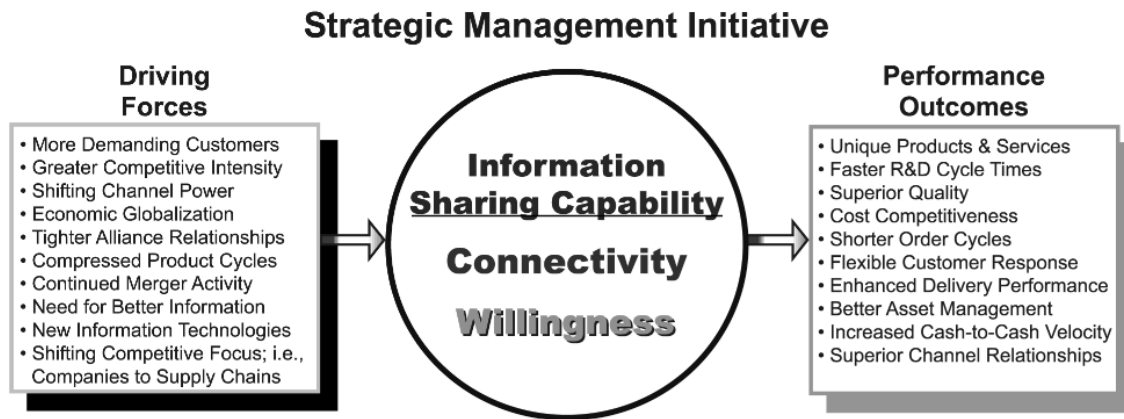 Strategic Management Initiative
Driving
Forces
• More Demanding Customers
• Greater Competitive Intensity
• Shifting Channel Power
• Economic Globalization
• Tighter Alliance Relationships
• Compressed Product Cycles
• Continued Merger Activity
• Need for Better Information
• New Information Technologies
• Shifting Competitive Focus; i.e.,
Companies to Supply Chains
Information
Sharing Capability
Connectivity
Willingness
Performance
Outcomes
• Unique Products & Services
• Faster R&D Cycle Times
• Superior Quality
• Cost Competitiveness
• Shorter Order Cycles
• Flexible Customer Response
• Enhanced Delivery Performance
• Better Asset Management
• Increased Cash-to-Cash Velocity
• Superior Channel Relationships